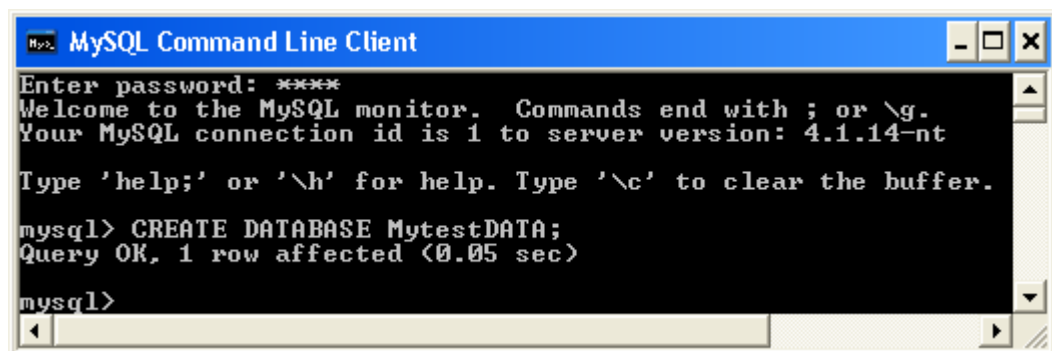 MySQL Command Line Client
Enter password: ****
Welcome to the MySQL monitor.  Commands end with ; or \g.
Your MySQL connection id is 1 to server version: 4.1.14-nt
Type 'help;' or '\h' for help. Type '\c' to clear the buffer.
mysql> CREATE DATABASE MytestDATA;
Query OK, 1 row affected (0.05 sec)
mysql>